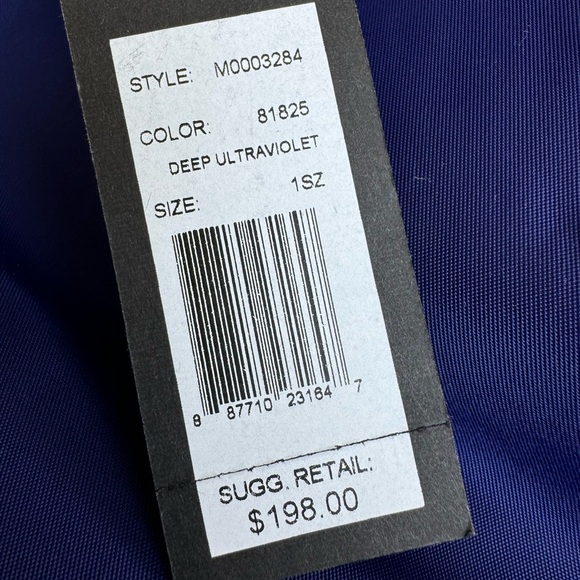 STYLE: M0003284
COLOR: 81825
DEEP ULTRAVIOLET
SIZE: 1SZ
8 87710 23164 7
SUGG. RETAIL:
$198.00